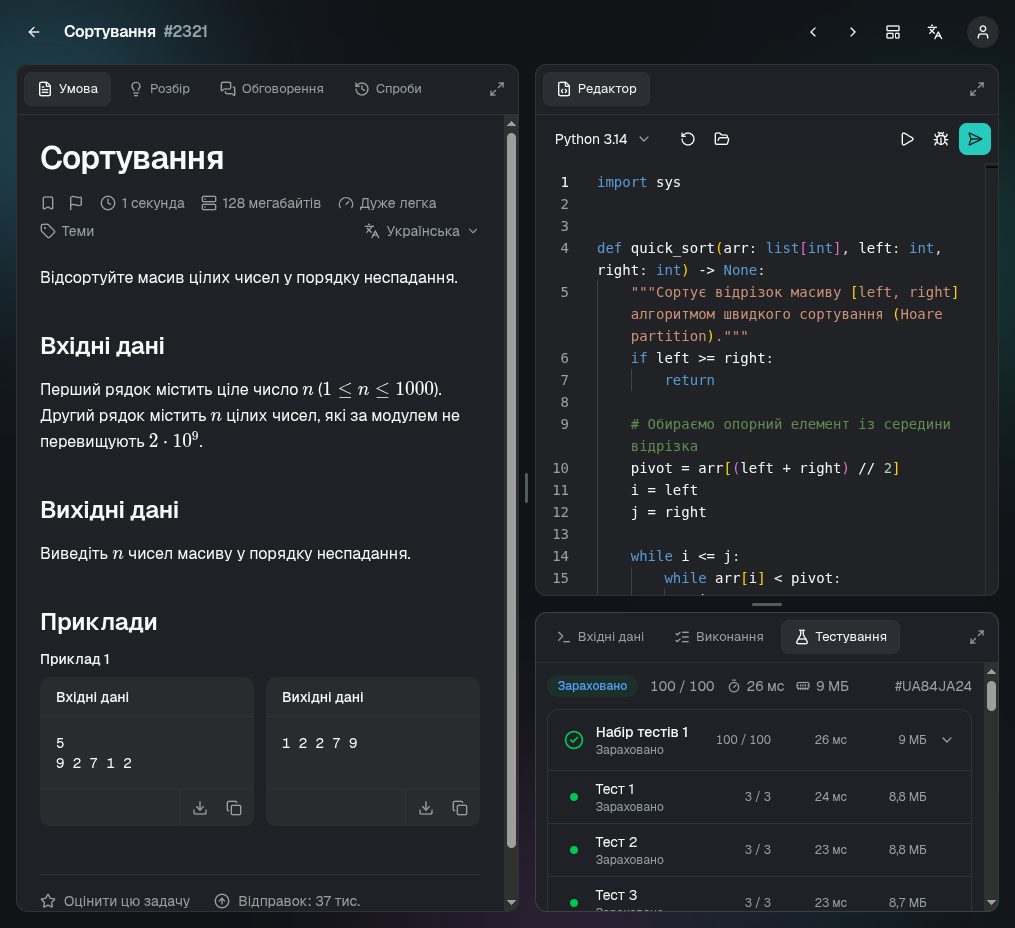 Сортування #2321
Умова Розбір Обговорення Спроби
Сортування
1 секунда 128 мегабайтів Дуже легка
Теми Українська
Відсортуйте масив цілих чисел у порядку неспадання.
Вхідні дані
Перший рядок містить ціле число n (1 ≤ n ≤ 1000).
Другий рядок містить n цілих чисел, які за модулем не
перевищують 2 · 10⁹.
Вихідні дані
Виведіть n чисел масиву у порядку неспадання.
Приклади
Приклад 1
Вхідні дані
5
9 2 7 1 2
Вихідні дані
1 2 2 7 9
Оцінити цю задачу Відправок: 37 тис.
Редактор
Python 3.14
1 import sys
2
3
4 def quick_sort(arr: list[int], left: int,
right: int) -> None:
5 """Сортує відрізок масиву [left, right]
алгоритмом швидкого сортування (Hoare
partition)."""
6 if left >= right:
7 return
8
9 # Обираємо опорний елемент із середини
відрізка
10 pivot = arr[(left + right) // 2]
11 i = left
12 j = right
13
14 while i <= j:
15 while arr[i] < pivot:
Вхідні дані Виконання Тестування
Зараховано 100 / 100 26 мс 9 МБ #UA84JA24
Набір тестів 1 100 / 100 26 мс 9 МБ
Зараховано
Тест 1 3 / 3 24 мс 8,8 МБ
Зараховано
Тест 2 3 / 3 23 мс 8,8 МБ
Зараховано
Тест 3 3 / 3 23 мс 8,7 МБ